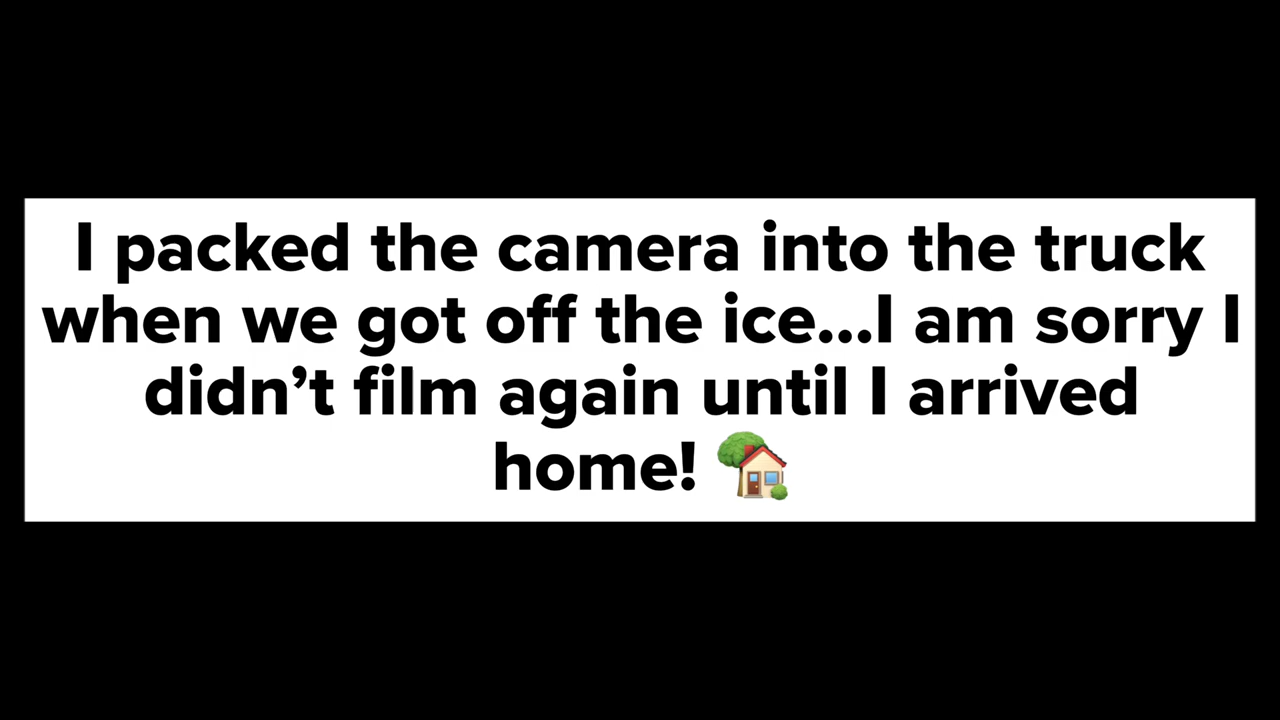 I packed the camera into the truck
when we got off the ice...I am sorry I
didn’t film again until I arrived
home! 🏡